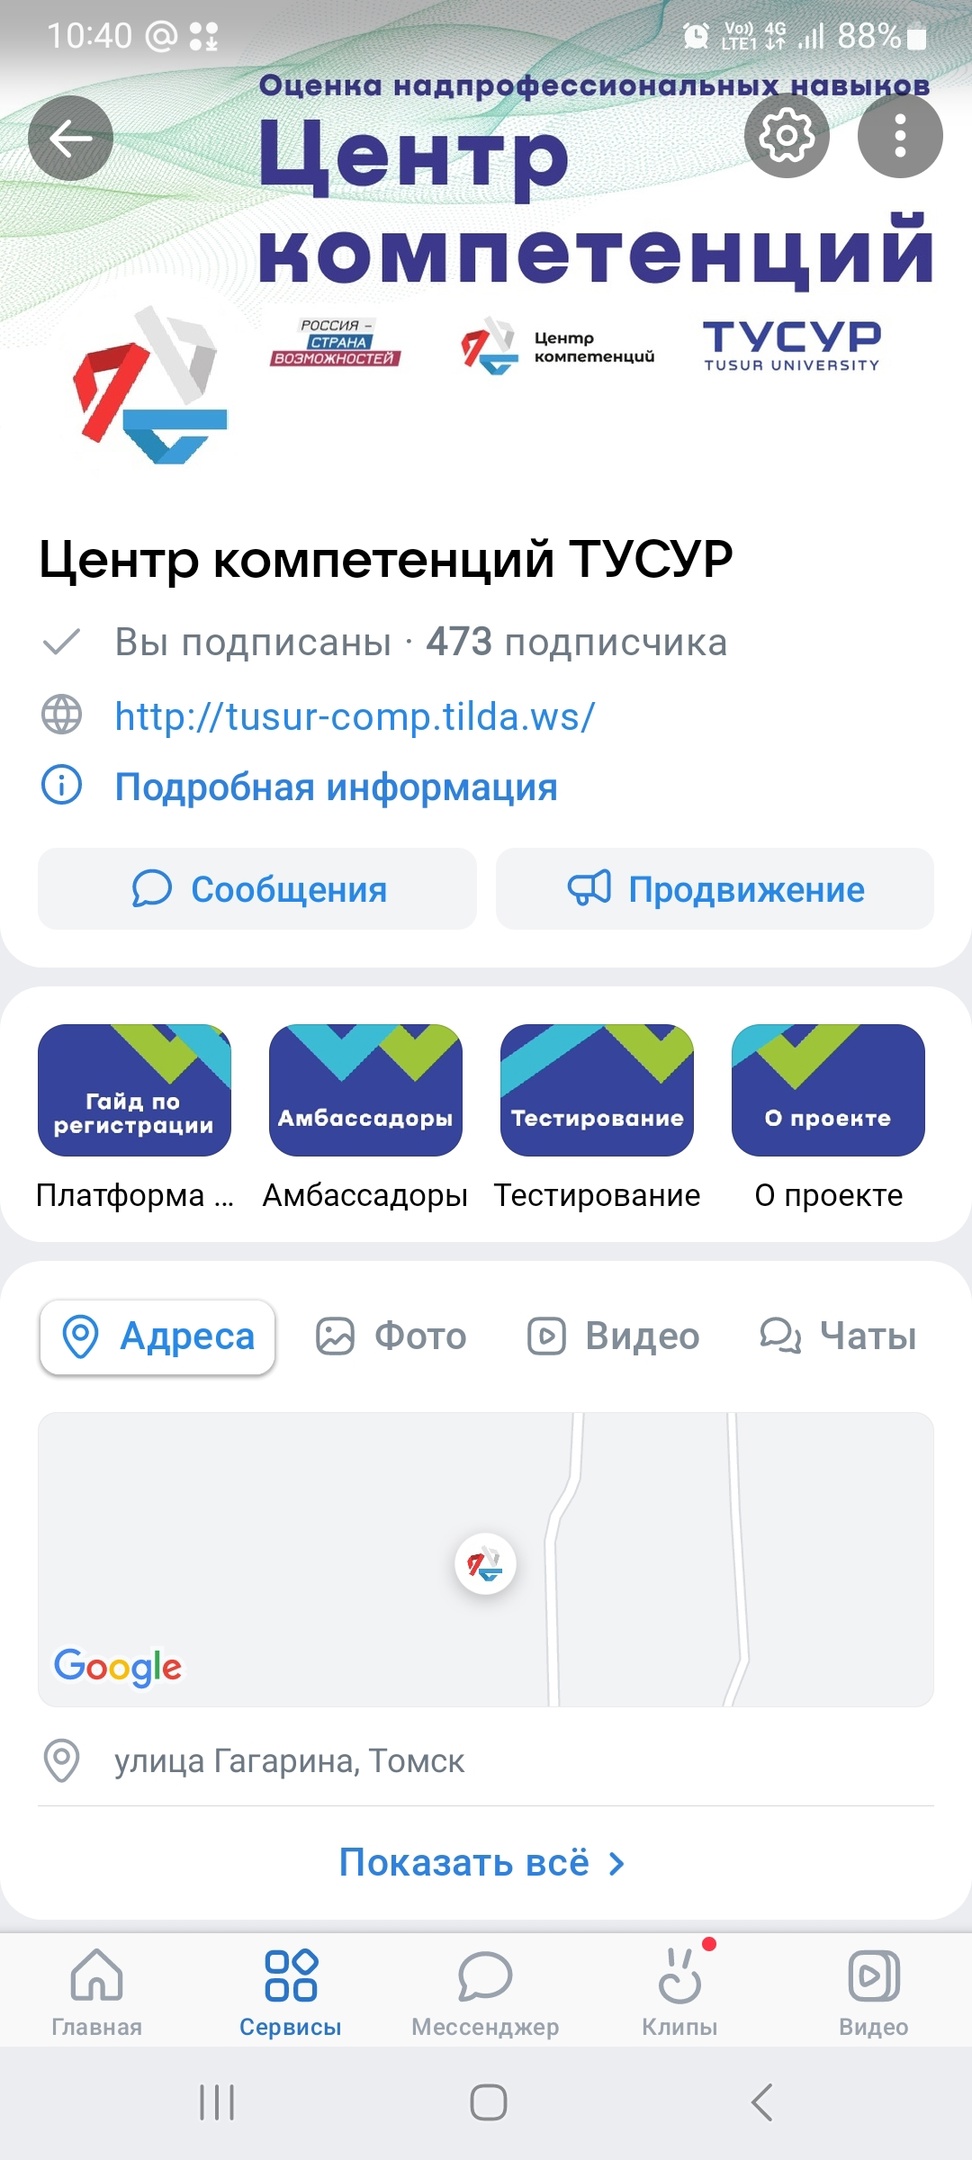 10:40
Vo)) 4G
LTE1
88%
Оценка надпрофессиональных навыков
Центр
компетенций
РОССИЯ –
СТРАНА
ВОЗМОЖНОСТЕЙ
Центр
компетенций
ТУСУР
TUSUR UNIVERSITY
Центр компетенций ТУСУР
Вы подписаны · 473 подписчика
http://tusur-comp.tilda.ws/
Подробная информация
Сообщения
Продвижение
Гайд по
регистрации
Амбассадоры
Тестирование
О проекте
Платформа ...
Амбассадоры
Тестирование
О проекте
Адреса
Фото
Видео
Чаты
Google
улица Гагарина, Томск
Показать всё
Главная
Сервисы
Мессенджер
Клипы
Видео